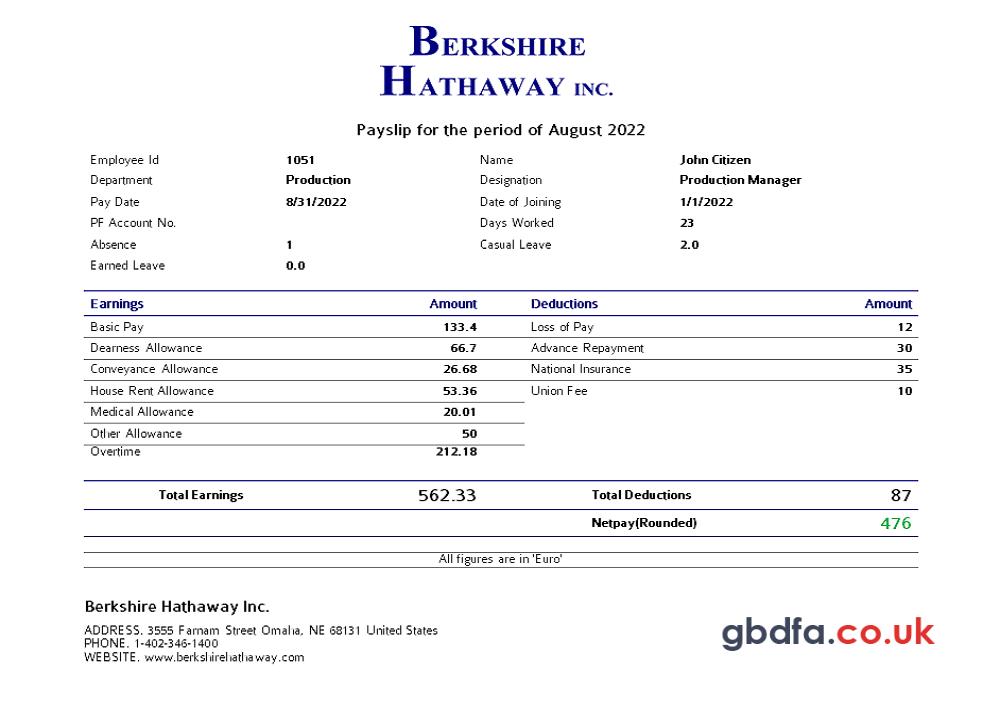 BERKSHIRE
HATHAWAY INC.
Payslip for the period of August 2022
Employee Id 1051 Name John Citizen
Department Production Designation Production Manager
Pay Date 8/31/2022 Date of Joining 1/1/2022
PF Account No. Days Worked 23
Absence 1 Casual Leave 2.0
Earned Leave 0.0
Earnings Amount Deductions Amount
Basic Pay 133.4 Loss of Pay 12
Dearness Allowance 66.7 Advance Repayment 30
Conveyance Allowance 26.68 National Insurance 35
House Rent Allowance 53.36 Union Fee 10
Medical Allowance 20.01
Other Allowance 50
Overtime 212.18
Total Earnings 562.33 Total Deductions 87
Netpay(Rounded) 476
All figures are in 'Euro'
Berkshire Hathaway Inc.
ADDRESS. 3555 Farnam Street Omaha, NE 68131 United States
PHONE. 1-402-346-1400
WEBSITE. www.berkshirehathaway.com
gbdfa.co.uk